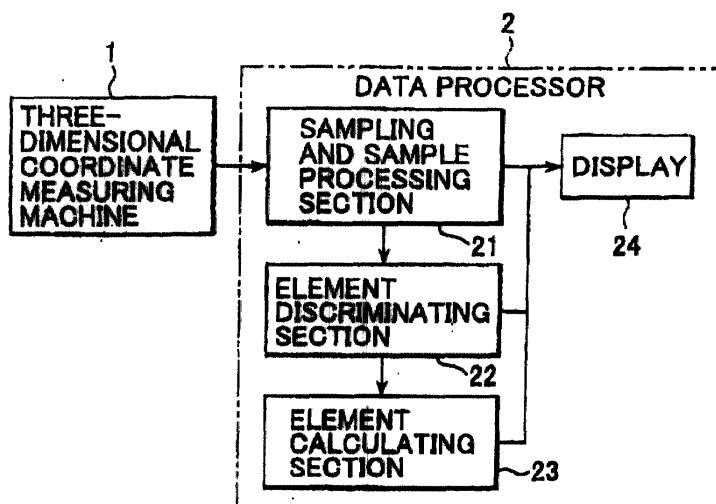 1
2
THREE-
DIMENSIONAL
COORDINATE
MEASURING
MACHINE
DATA PROCESSOR
SAMPLING
AND SAMPLE
PROCESSING
SECTION
21
DISPLAY
24
ELEMENT
DISCRIMINATING
SECTION
22
ELEMENT
CALCULATING
SECTION
23